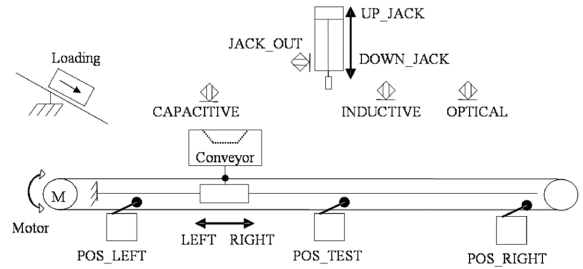 UP_JACK
JACK_OUT
Loading
DOWN_JACK
CAPACITIVE
INDUCTIVE
OPTICAL
Conveyor
M
Motor
LEFT RIGHT
POS_LEFT
POS_TEST
POS_RIGHT